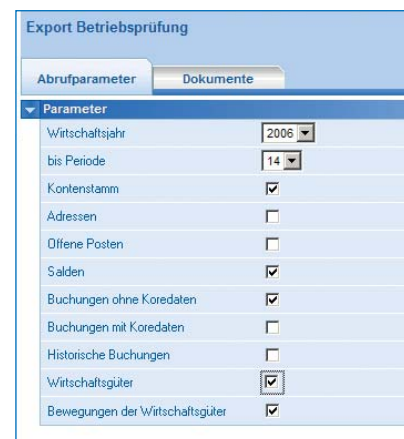 Export Betriebsprüfung
Abrufparameter Dokumente
Parameter
Wirtschaftsjahr 2006
bis Periode 14
Kontenstamm
Adressen
Offene Posten
Salden
Buchungen ohne Koredaten
Buchungen mit Koredaten
Historische Buchungen
Wirtschaftsgüter
Bewegungen der Wirtschaftsgüter